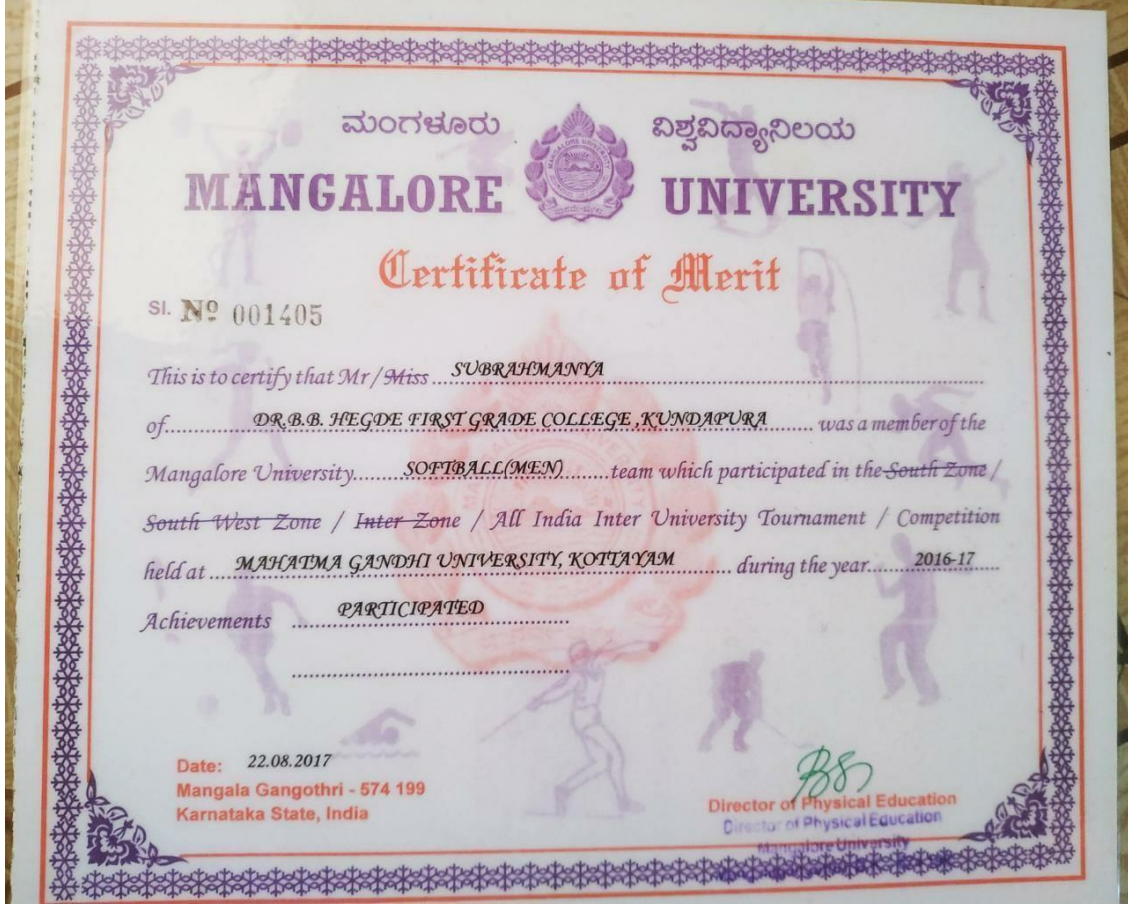 ಮಂಗಳೂರು ವಿಶ್ವವಿದ್ಯಾನಿಲಯ
MANGALORE UNIVERSITY
Certificate of Merit
Sl. Nº 001405
This is to certify that Mr / Miss SUBRAHMANYA
of DR.B.B. HEGDE FIRST GRADE COLLEGE ,KUNDAPURA was a member of the
Mangalore University SOFTBALL(MEN) team which participated in the South Zone /
South West Zone / Inter Zone / All India Inter University Tournament / Competition
held at MAHATMA GANDHI UNIVERSITY, KOTTAYAM during the year 2016-17
Achievements PARTICIPATED
Date: 22.08.2017
Mangala Gangothri - 574 199
Karnataka State, India
Director of Physical Education
Director of Physical Education
Mangalore University